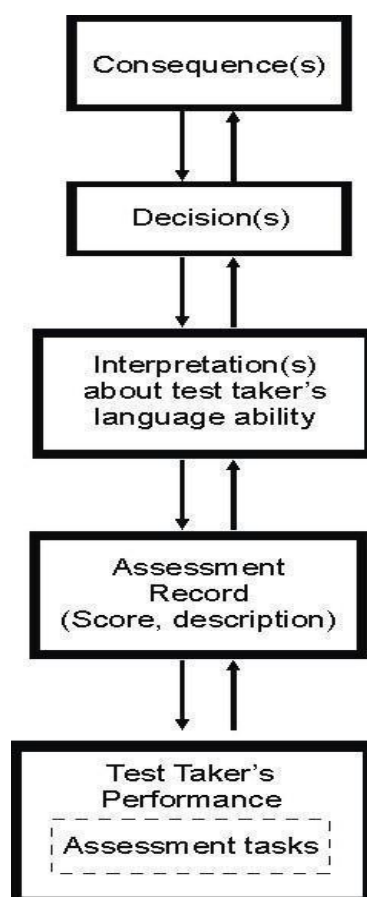 Consequence(s)
Decision(s)
Interpretation(s)
about test taker's
language ability
Assessment
Record
(Score, description)
Test Taker's
Performance
Assessment tasks